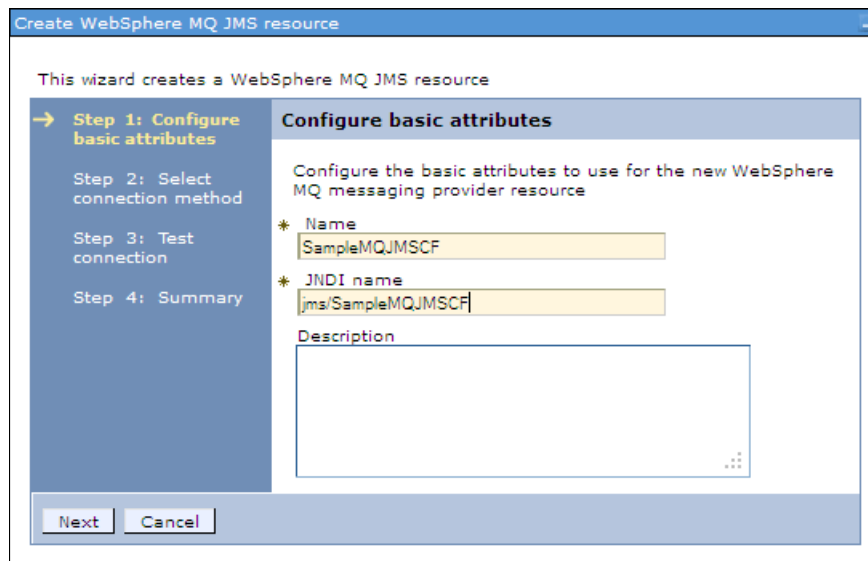 Create WebSphere MQ JMS resource
This wizard creates a WebSphere MQ JMS resource
Step 1: Configure
basic attributes
Step 2: Select
connection method
Step 3: Test
connection
Step 4: Summary
Configure basic attributes
Configure the basic attributes to use for the new WebSphere
MQ messaging provider resource
* Name
SampleMQJMSCF
* JNDI name
jms/SampleMQJMSCF
Description
Next
Cancel